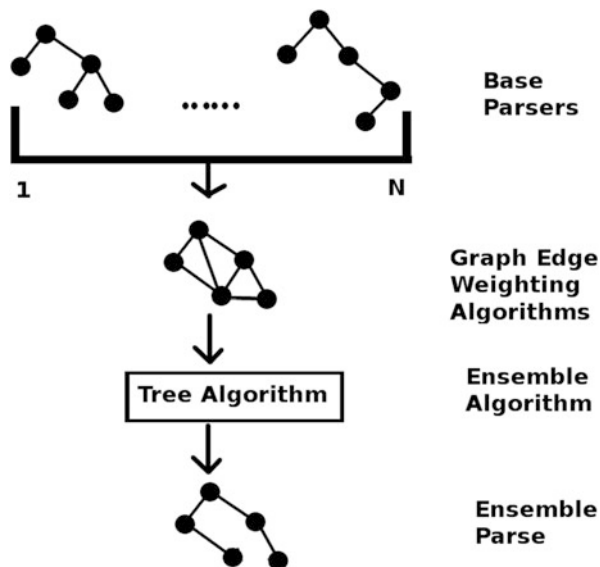 Base
Parsers
1
N
Graph Edge
Weighting
Algorithms
Tree Algorithm
Ensemble
Algorithm
Ensemble
Parse